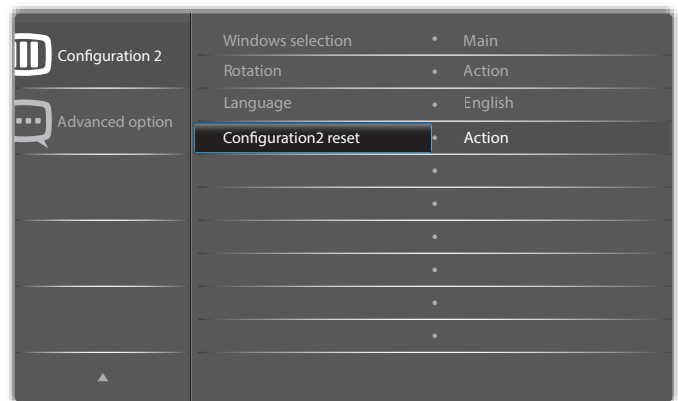 Configuration 2
Advanced option
Windows selection • Main
Rotation • Action
Language • English
Configuration2 reset • Action